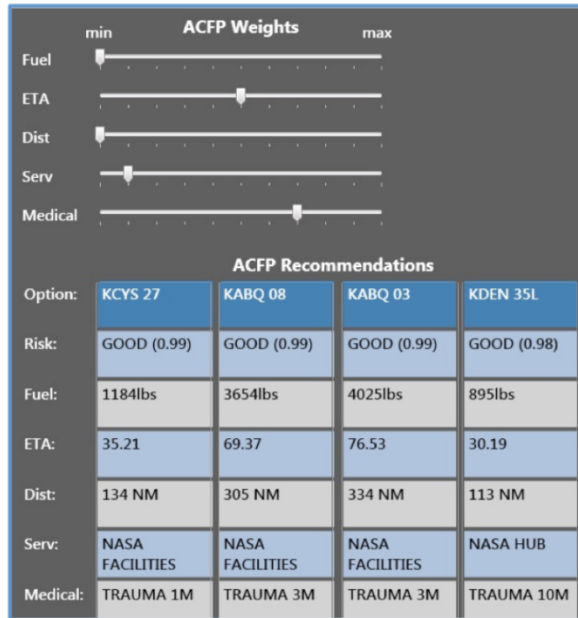 ACFP Weights
min max
Fuel
ETA
Dist
Serv
Medical
ACFP Recommendations
Option: KCYS 27 KABQ 08 KABQ 03 KDEN 35L
Risk: GOOD (0.99) GOOD (0.99) GOOD (0.99) GOOD (0.98)
Fuel: 1184lbs 3654lbs 4025lbs 895lbs
ETA: 35.21 69.37 76.53 30.19
Dist: 134 NM 305 NM 334 NM 113 NM
Serv: NASA FACILITIES NASA FACILITIES NASA FACILITIES NASA HUB
Medical: TRAUMA 1M TRAUMA 3M TRAUMA 3M TRAUMA 10M